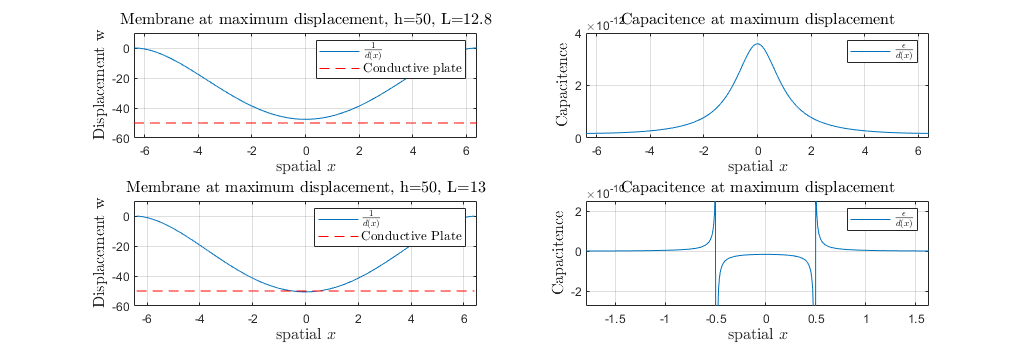 Membrane at maximum displacement, h=50, L=12.8
Displacement w
0
-20
-40
-60
1/d(x)
Conductive plate
-6 -4 -2 0 2 4 6
spatial x
×10^-12
Capacitence at maximum displacement
Capacitence
4
2
0
ϵ/d(x)
-6 -4 -2 0 2 4 6
spatial x
Membrane at maximum displacement, h=50, L=13
Displacement w
0
-20
-40
-60
1/d(x)
Conductive Plate
-6 -4 -2 0 2 4 6
spatial x
Capacitence at maximum displacement
Capacitence
2
0
-2
ϵ/d(x)
-1.5 -1 -0.5 0 0.5 1 1.5
spatial x